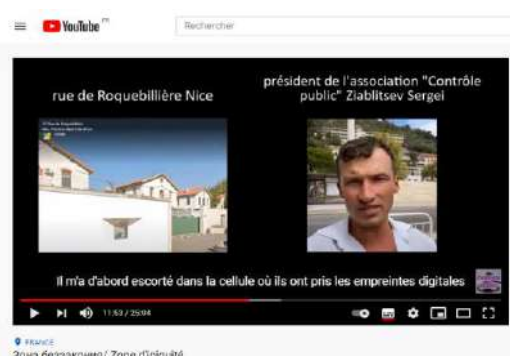 YouTube FR
Rechercher
rue de Roquebillière Nice
président de l'association "Contrôle
public" Ziablitsev Sergei
Il m'a d'abord escorté dans la cellule où ils ont pris les empreintes digitales
11:53 / 25:04
FRANCE
Зона беззакония/ Zone d'iniquité